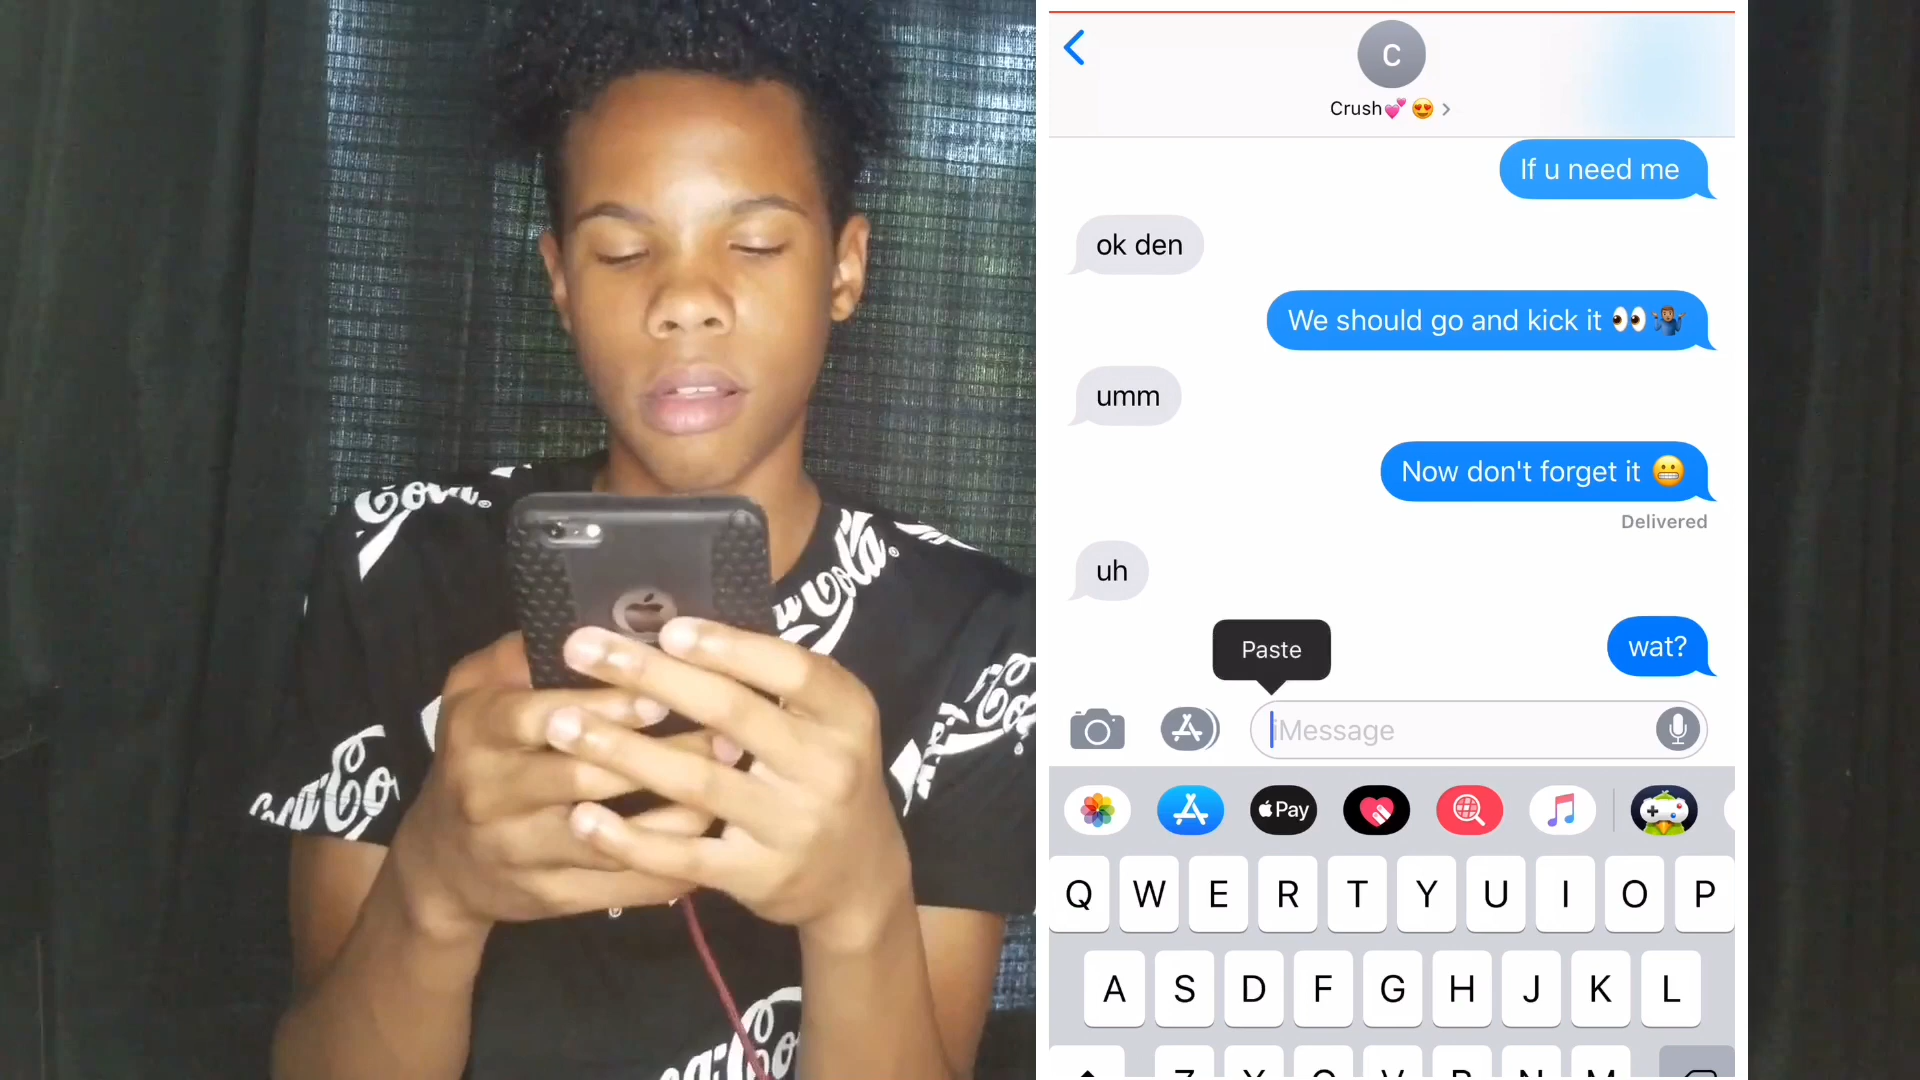 C
Crush💕 😍 >
If u need me
ok den
We should go and kick it 👀 🤷🏾‍♂️
umm
Now don't forget it 😬
Delivered
uh
wat?
Paste
iMessage
Pay
Q W E R T Y U I O P
A S D F G H J K L